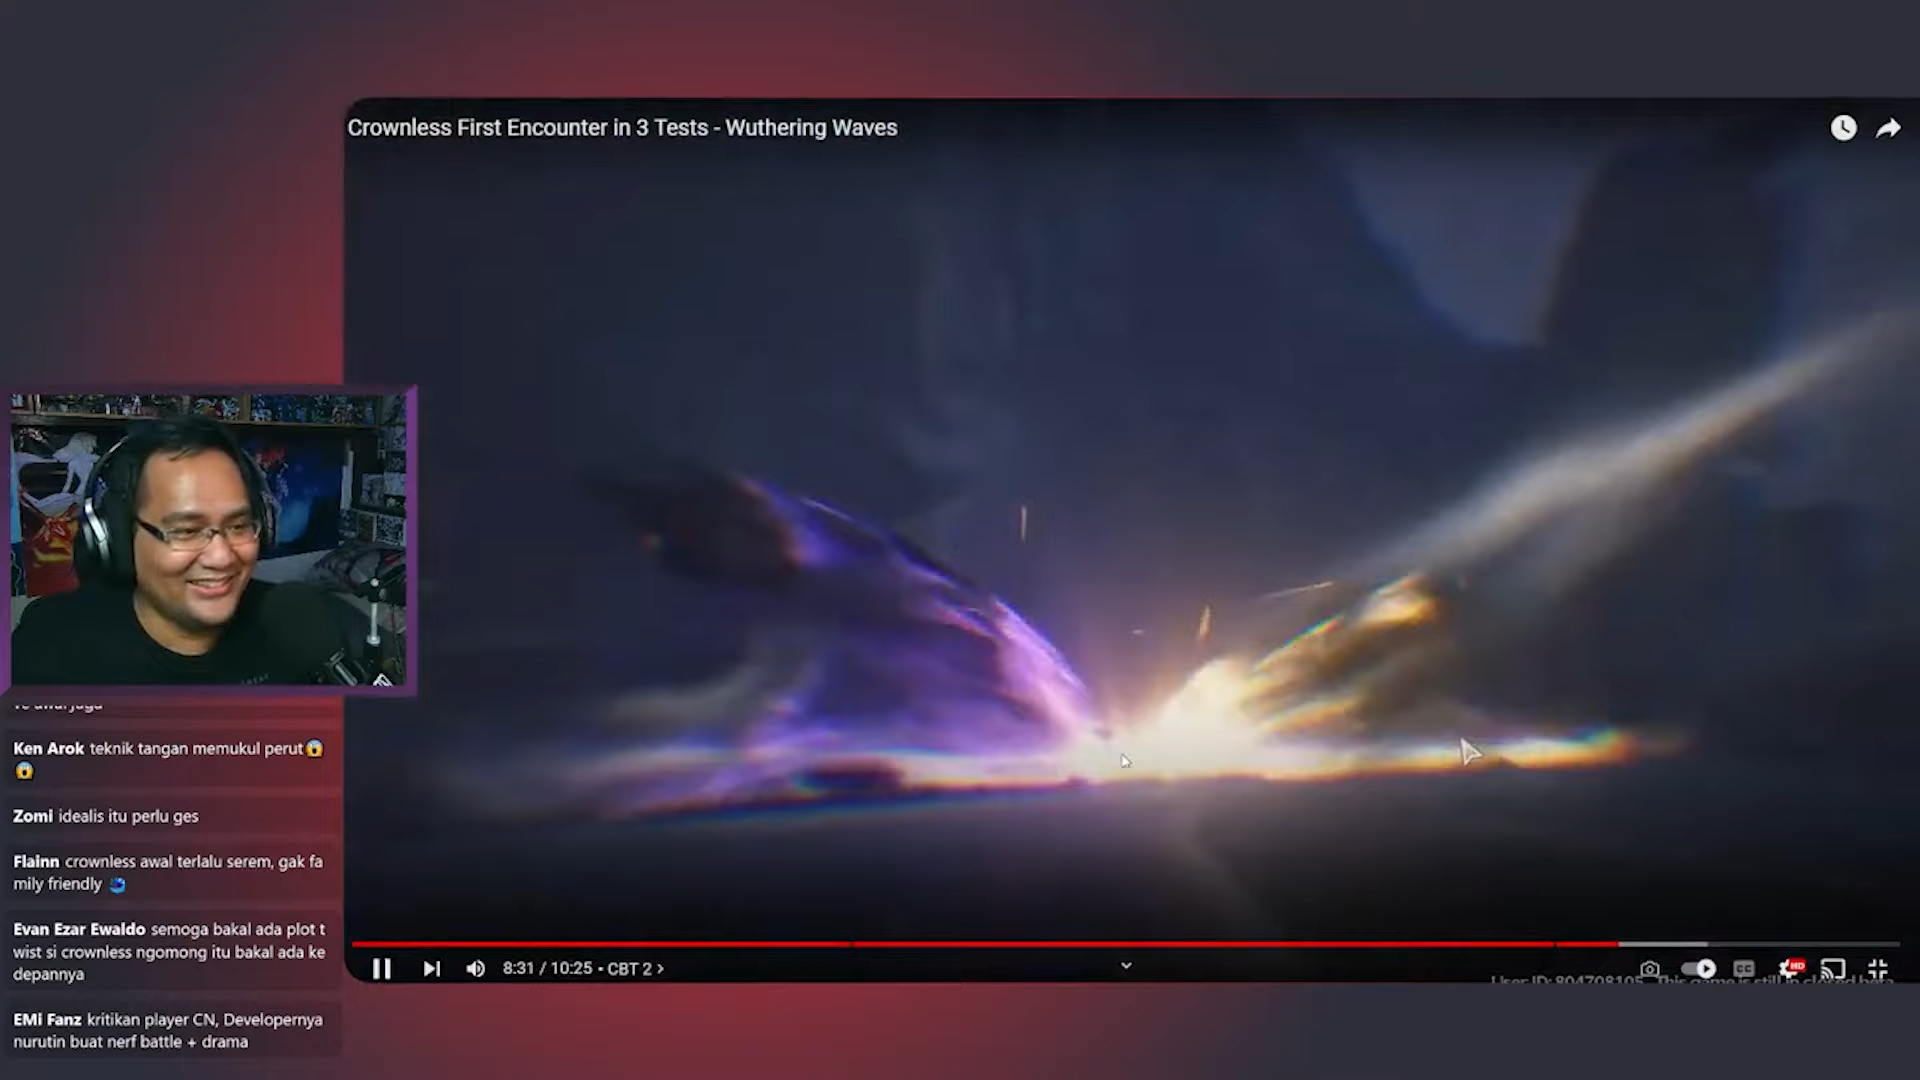 Crownless First Encounter in 3 Tests - Wuthering Waves
Ken Arok teknik tangan memukul perut😱
😱
Zomi idealis itu perlu ges
Flainn crownless awal terlalu serem, gak fa
mily friendly
Evan Ezar Ewaldo semoga bakal ada plot t
wist si crownless ngomong itu bakal ada ke
depannya
EMi Fanz kritikan player CN, Developernya
nurutin buat nerf battle + drama
8:31 / 10:25 • CBT 2 >
CC
HD